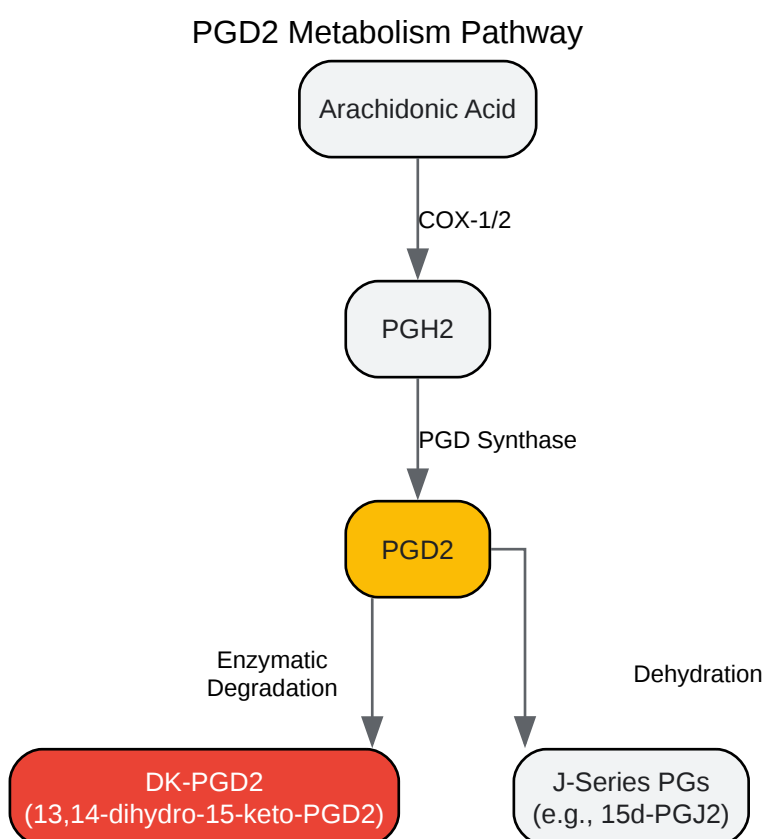 PGD2 Metabolism Pathway
Arachidonic Acid
COX-1/2
PGH2
PGD Synthase
PGD2
Enzymatic
Degradation
Dehydration
DK-PGD2
(13,14-dihydro-15-keto-PGD2)
J-Series PGs
(e.g., 15d-PGJ2)